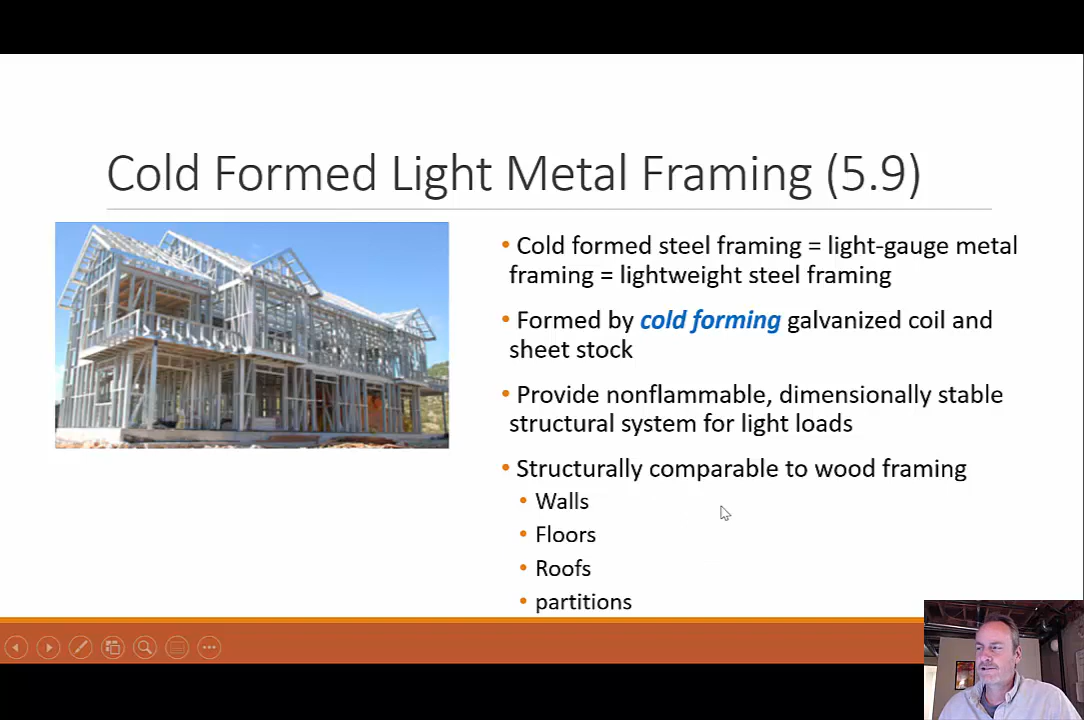 Cold Formed Light Metal Framing (5.9)
• Cold formed steel framing = light-gauge metal
framing = lightweight steel framing
• Formed by cold forming galvanized coil and
sheet stock
• Provide nonflammable, dimensionally stable
structural system for light loads
• Structurally comparable to wood framing
• Walls
• Floors
• Roofs
• partitions